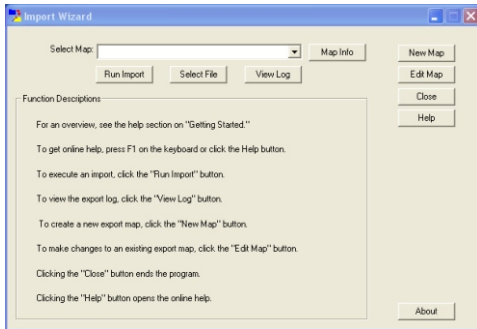 Import Wizard
Select Map: Map Info New Map
Run Import Select File View Log Edit Map
Close
Function Descriptions
Help
For an overview, see the help section on "Getting Started."
To get online help, press F1 on the keyboard or click the Help button.
To execute an import, click the "Run Import" button.
To view the export log, click the "View Log" button.
To create a new export map, click the "New Map" button.
To make changes to an existing export map, click the "Edit Map" button.
Clicking the "Close" button ends the program.
Clicking the "Help" button opens the online help.
About